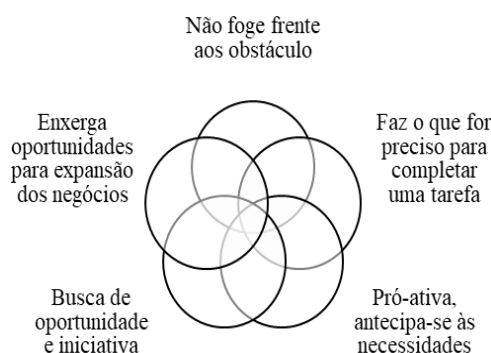 Não foge frente
aos obstáculo
Enxerga
oportunidades
para expansão
dos negócios
Faz o que for
preciso para
completar
uma tarefa
Busca de
oportunidade
e iniciativa
Pró-ativa,
antecipa-se às
necessidades